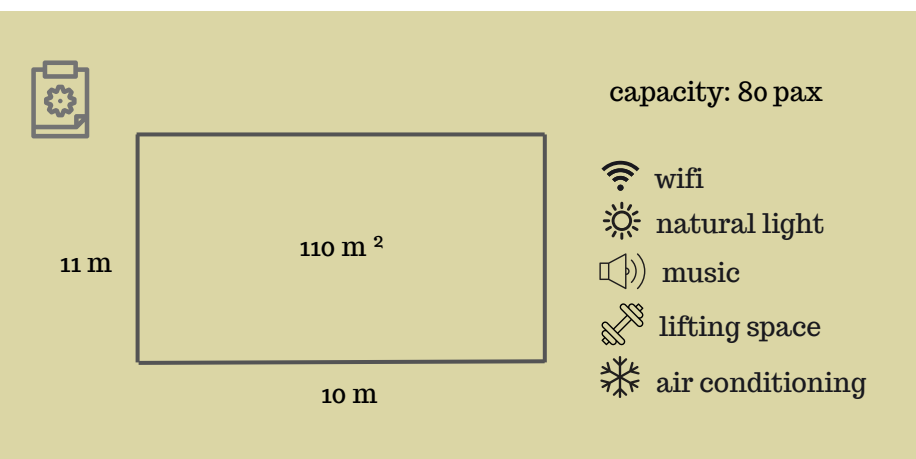 capacity: 80 pax
wifi
natural light
110 m ²
11 m
music
lifting space
10 m
air conditioning